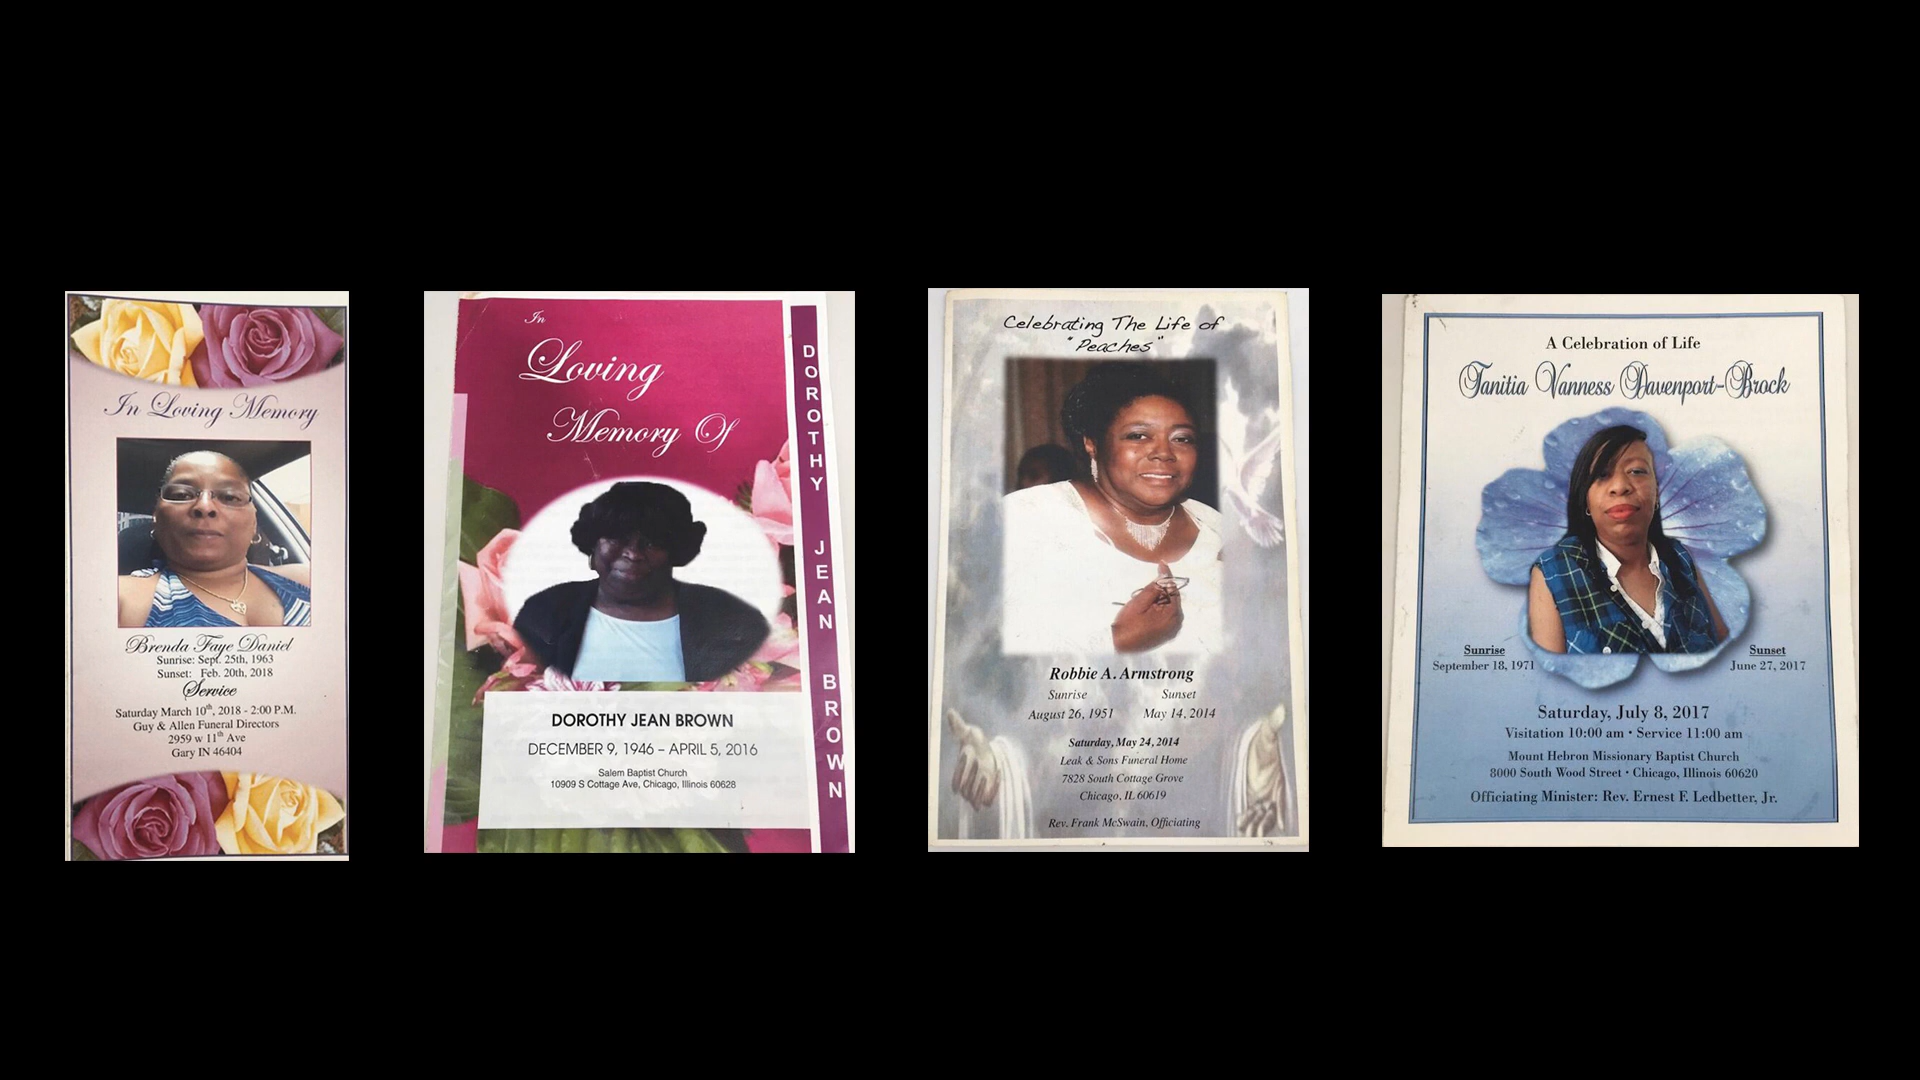 In Loving Memory
Brenda Faye Daniel
Sunrise: Sept. 25th, 1963
Sunset: Feb. 20th, 2018
Service
Saturday March 10th, 2018 - 2:00 P.M.
Guy & Allen Funeral Directors
2959 w 11th Ave
Gary IN 46404
In
Loving
Memory Of
DOROTHY JEAN BROWN
DOROTHY JEAN BROWN
DECEMBER 9, 1946 – APRIL 5, 2016
Salem Baptist Church
10909 S Cottage Ave, Chicago, Illinois 60628
Celebrating The Life of
"Peaches"
Robbie A. Armstrong
Sunrise Sunset
August 26, 1951 May 14, 2014
Saturday, May 24, 2014
Leak & Sons Funeral Home
7828 South Cottage Grove
Chicago, IL 60619
Rev. Frank McSwain, Officiating
A Celebration of Life
Tanitia Vanness Davenport-Brock
Sunrise Sunset
September 18, 1971 June 27, 2017
Saturday, July 8, 2017
Visitation 10:00 am • Service 11:00 am
Mount Hebron Missionary Baptist Church
8000 South Wood Street • Chicago, Illinois 60620
Officiating Minister: Rev. Ernest F. Ledbetter, Jr.